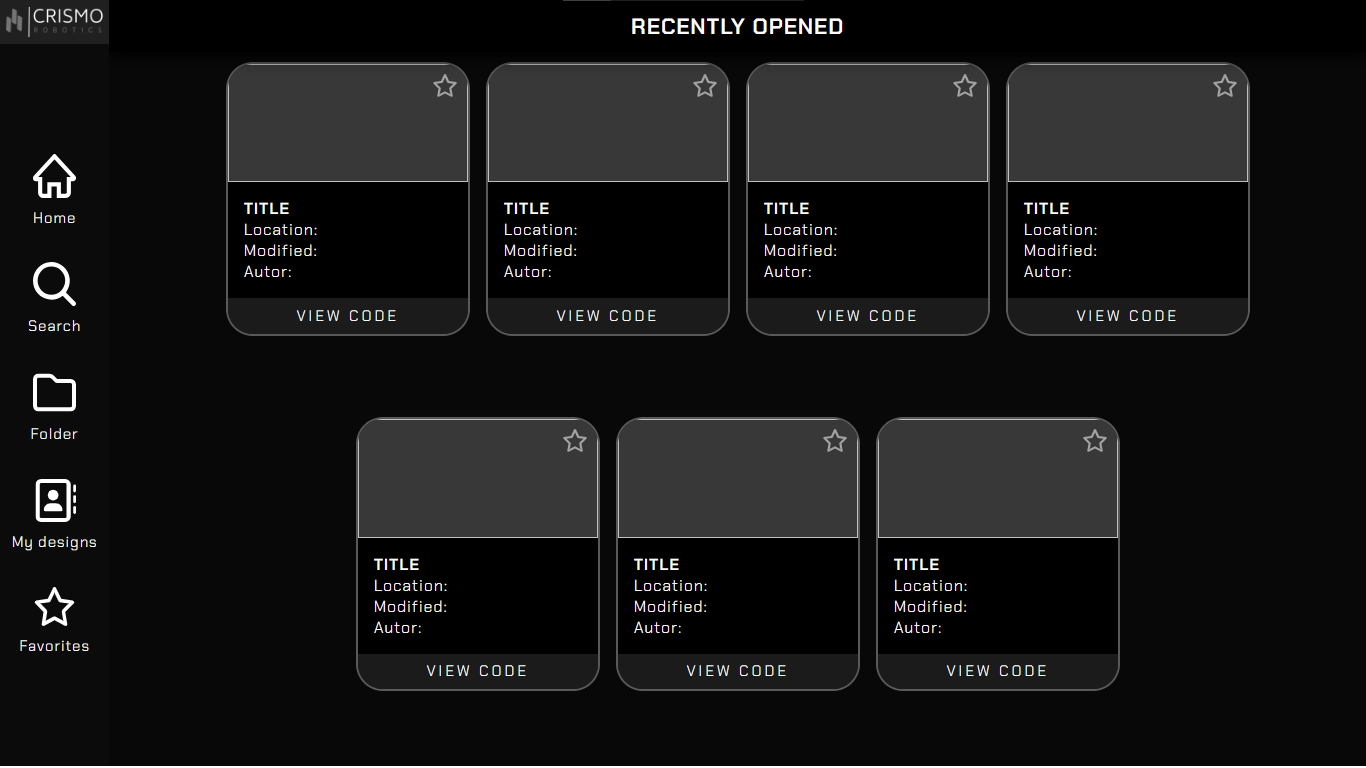 CRISMO
ROBOTICS
RECENTLY OPENED
Home
Search
Folder
My designs
Favorites
TITLE
Location:
Modified:
Autor:
VIEW CODE
TITLE
Location:
Modified:
Autor:
VIEW CODE
TITLE
Location:
Modified:
Autor:
VIEW CODE
TITLE
Location:
Modified:
Autor:
VIEW CODE
TITLE
Location:
Modified:
Autor:
VIEW CODE
TITLE
Location:
Modified:
Autor:
VIEW CODE
TITLE
Location:
Modified:
Autor:
VIEW CODE